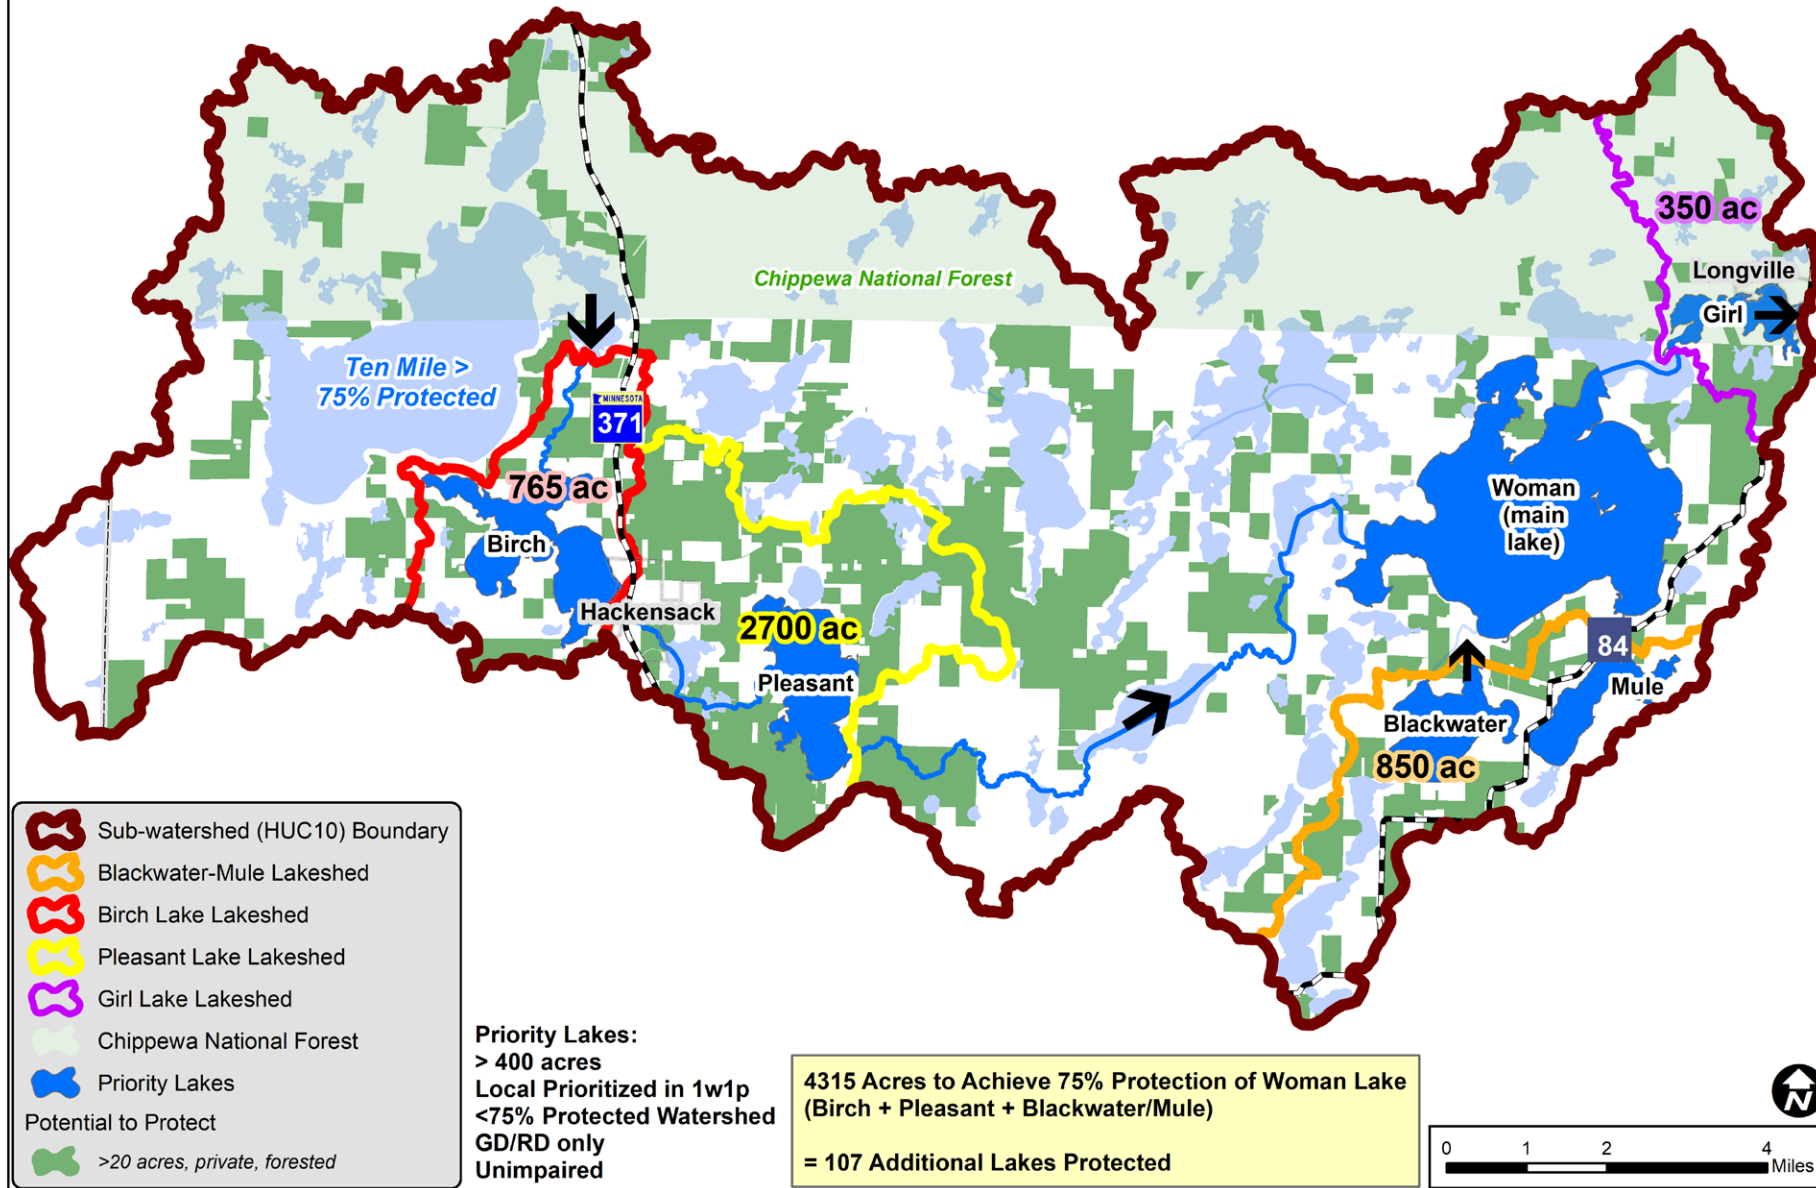 Chippewa National Forest
350 ac
Longville
Girl
Ten Mile >
75% Protected
MINNESOTA
371
765 ac
Birch
Hackensack
2700 ac
Pleasant
Woman
(main
lake)
84
Mule
Blackwater
850 ac
Sub-watershed (HUC10) Boundary
Blackwater-Mule Lakeshed
Birch Lake Lakeshed
Pleasant Lake Lakeshed
Girl Lake Lakeshed
Chippewa National Forest
Priority Lakes
Potential to Protect
>20 acres, private, forested
Priority Lakes:
> 400 acres
Local Prioritized in 1w1p
<75% Protected Watershed
GD/RD only
Unimpaired
4315 Acres to Achieve 75% Protection of Woman Lake
(Birch + Pleasant + Blackwater/Mule)
= 107 Additional Lakes Protected
N
0 1 2 4
Miles